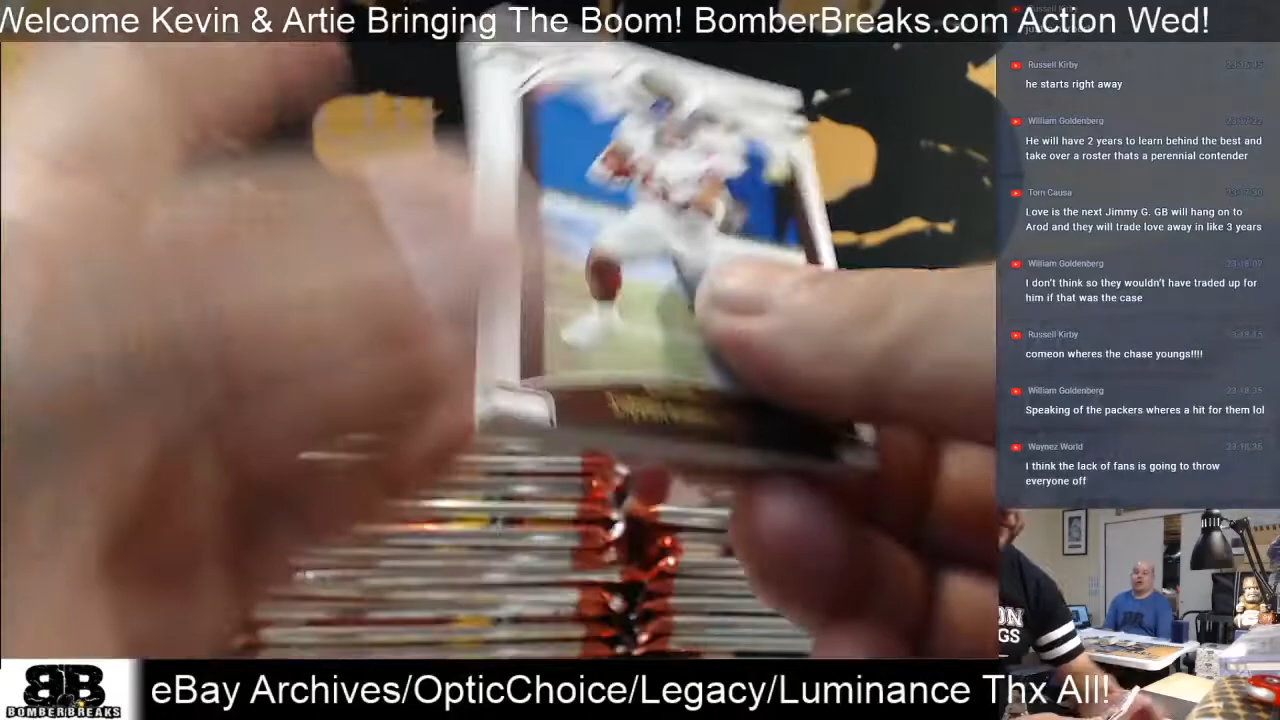 Welcome Kevin & Artie Bringing The Boom! BomberBreaks.com Action Wed!
Russell Kirby
he starts right away
William Goldenberg
He will have 2 years to learn behind the best and
take over a roster thats a perennial contender
Tom Causa
Love is the next Jimmy G. GB will hang on to
Arod and they will trade love away in like 3 years
William Goldenberg
I don't think so they wouldn't have traded up for
him if that was the case
Russell Kirby
comeon wheres the chase youngs!!!!
William Goldenberg
Speaking of the packers wheres a hit for them lol
Waynez World
I think the lack of fans is going to throw
everyone off
ON
GS
BB
BOMBERBREAKS
eBay Archives/OpticChoice/Legacy/Luminance Thx All!